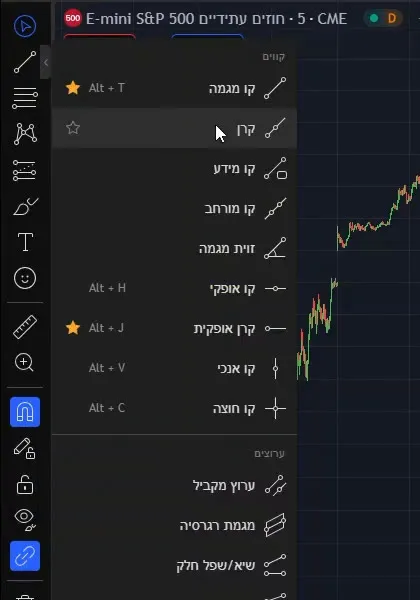 500 E-mini S&P 500 חוזים עתידיים · 5 · CME D
קווים
קו מגמה Alt + T
קרן
קו מידע
קו מורחב
זוית מגמה
קו אופקי Alt + H
קרן אופקית Alt + J
קו אנכי Alt + V
קו חוצה Alt + C
ערוצים
ערוץ מקביל
מגמת רגרסיה
שיא/שפל חלק